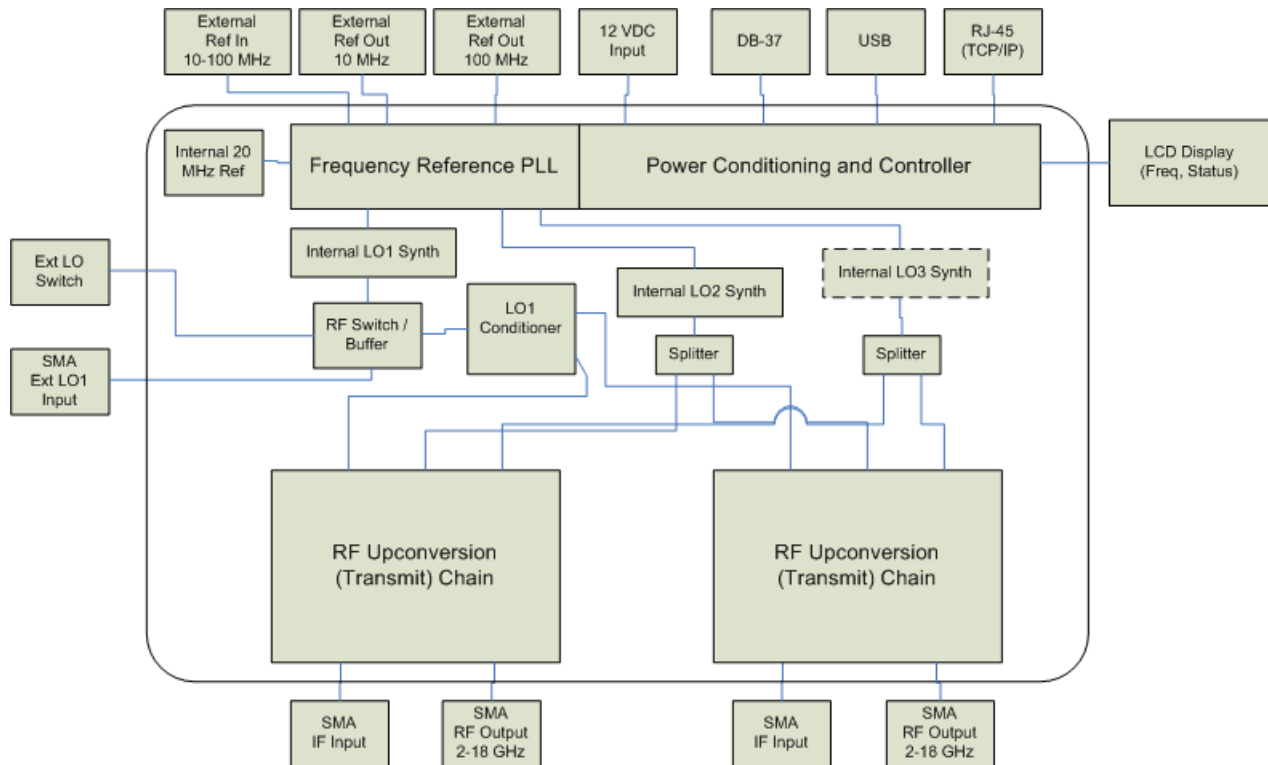 External
Ref In
10-100 MHz
External
Ref Out
10 MHz
External
Ref Out
100 MHz
12 VDC
Input
DB-37
USB
RJ-45
(TCP/IP)
Internal 20
MHz Ref
Frequency Reference PLL
Power Conditioning and Controller
LCD Display
(Freq, Status)
Ext LO
Switch
Internal LO1 Synth
Internal LO2 Synth
Internal LO3 Synth
RF Switch /
Buffer
LO1
Conditioner
Splitter
Splitter
SMA
Ext LO1
Input
RF Upconversion
(Transmit) Chain
RF Upconversion
(Transmit) Chain
SMA
IF Input
SMA
RF Output
2-18 GHz
SMA
IF Input
SMA
RF Output
2-18 GHz